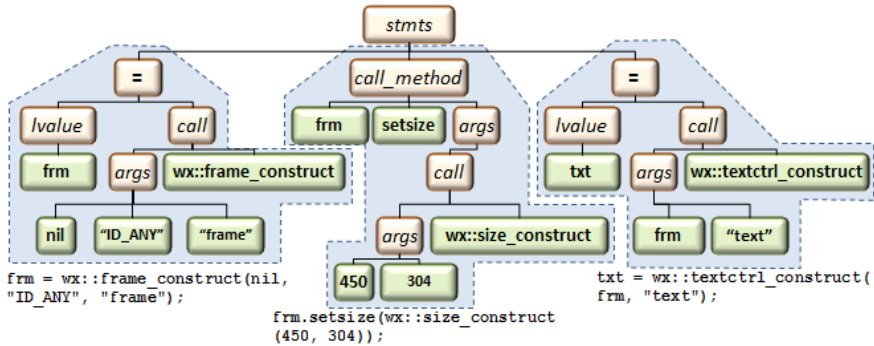 stmts
= call_method =
lvalue call frm setsize args lvalue call
frm args wx::frame_construct call txt args wx::textctrl_construct
nil "ID_ANY" "frame" args wx::size_construct frm "text"
450 304
frm = wx::frame_construct(nil,
"ID_ANY", "frame");
frm.setsize(wx::size_construct
(450, 304));
txt = wx::textctrl_construct(
frm, "text");